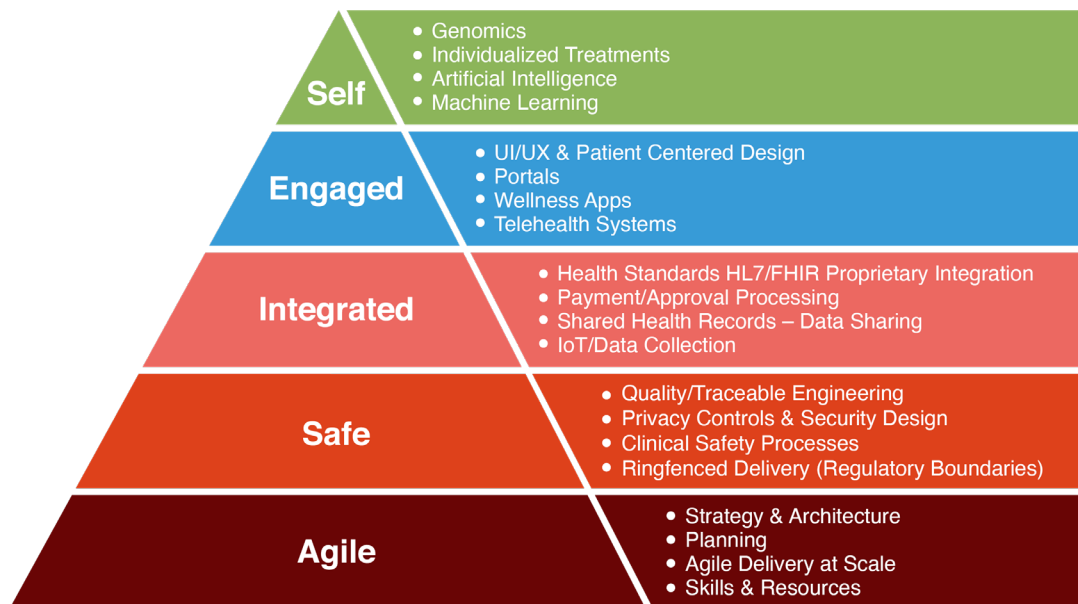 Self
• Genomics
• Individualized Treatments
• Artificial Intelligence
• Machine Learning
Engaged
• UI/UX & Patient Centered Design
• Portals
• Wellness Apps
• Telehealth Systems
Integrated
• Health Standards HL7/FHIR Proprietary Integration
• Payment/Approval Processing
• Shared Health Records – Data Sharing
• IoT/Data Collection
Safe
• Quality/Traceable Engineering
• Privacy Controls & Security Design
• Clinical Safety Processes
• Ringfenced Delivery (Regulatory Boundaries)
Agile
• Strategy & Architecture
• Planning
• Agile Delivery at Scale
• Skills & Resources